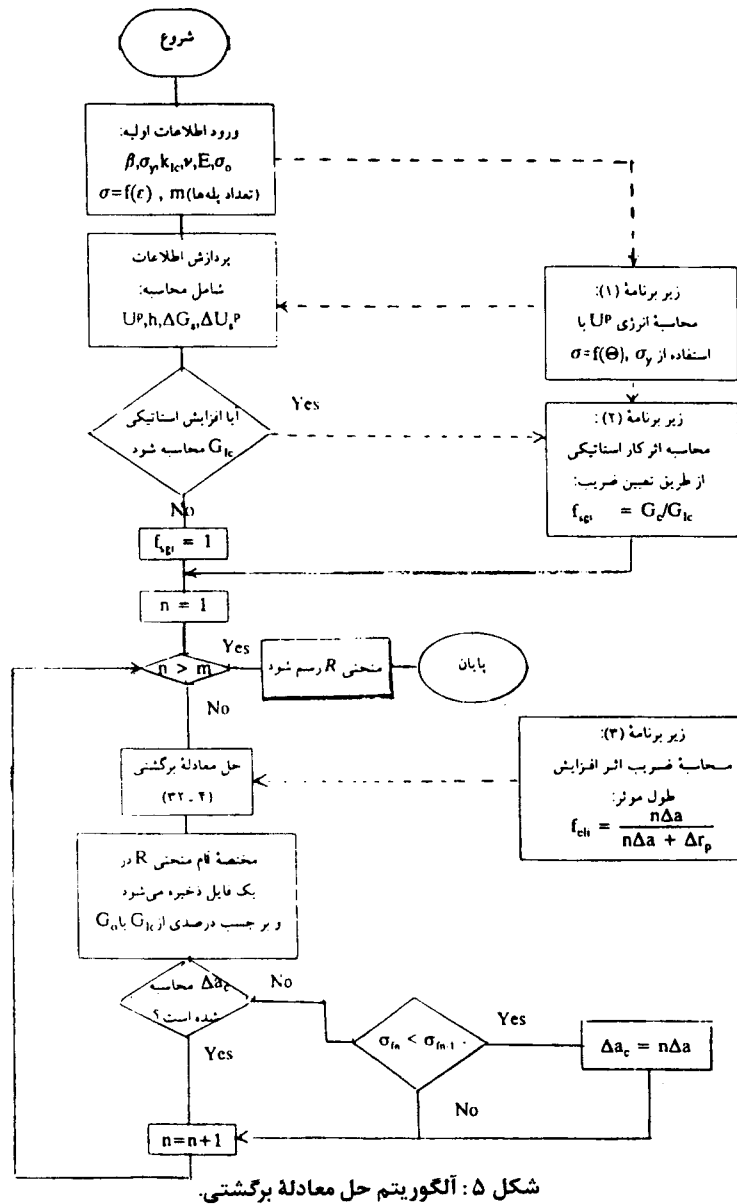 شروع
ورود اطلاعات اولیه:
β,σy,kIc,ν,E,σo
σ=f(ε) , m(تعداد پله‌ها)
پردازش اطلاعات
شامل محاسبه:
UP,h,ΔGs,ΔUsP
زیر برنامهٔ (۱):
محاسبهٔ انرژی UP با
استفاده از σ=f(Θ), σy
آیا افزایش استاتیکی
GIc محاسبه شود
Yes
No
زیر برنامهٔ (۲):
محاسبه اثر کار استاتیکی
از طریق تعیین ضریب:
fsgi = Gc/GIc
fsgi = 1
n = 1
n > m
Yes
منحنی R رسم شود
پایان
No
حل معادلهٔ برگشتی
(۳۲-۴)
زیر برنامهٔ (۳):
محاسبهٔ ضریب اثر افزایش
طول موثر:
feli = nΔa / nΔa + Δrp
مختصهٔ nام منحنی R در
یک فایل ذخیره می‌شود
و بر حسب درصدی از GIc یا Go
Δac محاسبه
شده است؟
No
Yes
σfn < σfn-1
Yes
No
Δac = nΔa
n=n+1
شکل ۵ : آلگوریتم حل معادلهٔ برگشتی.